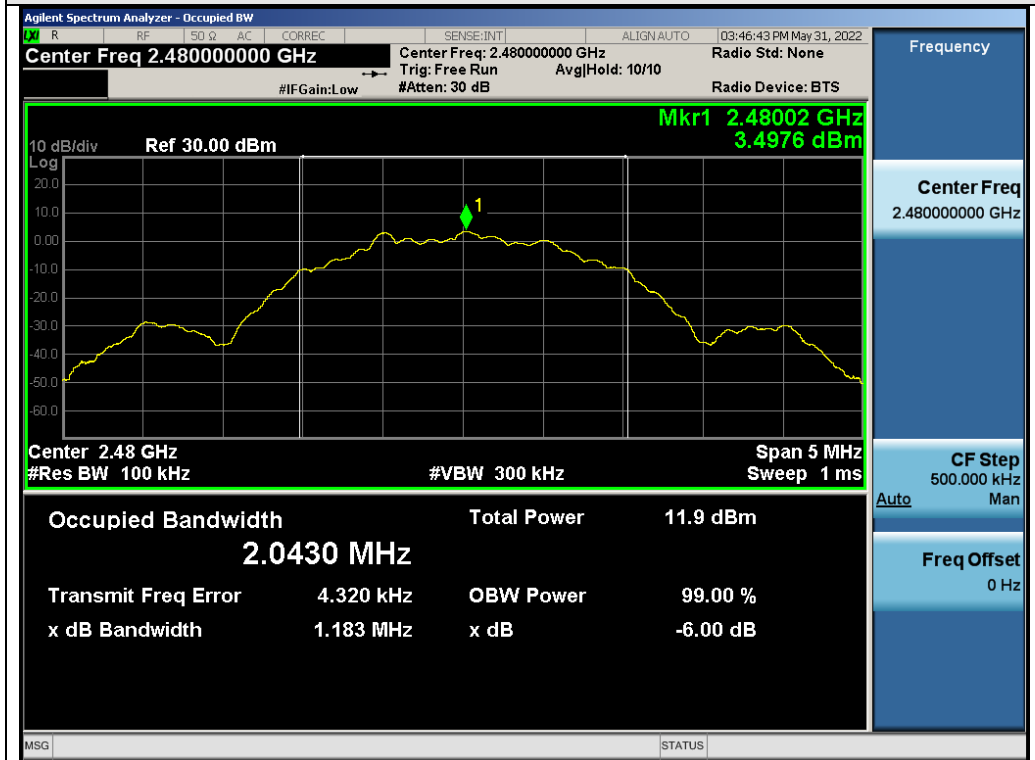 Agilent Spectrum Analyzer - Occupied BW
LXI R RF 50 Ω AC CORREC SENSE:INT ALIGN AUTO 03:46:43 PM May 31, 2022
Center Freq 2.480000000 GHz
Center Freq: 2.480000000 GHz
Radio Std: None
Trig: Free Run Avg|Hold: 10/10
#IFGain:Low
#Atten: 30 dB
Radio Device: BTS
Frequency
Mkr1 2.48002 GHz
3.4976 dBm
10 dB/div Ref 30.00 dBm
Log
20.0
10.0
0.00
-10.0
-20.0
-30.0
-40.0
-50.0
-60.0
1
Center 2.48 GHz Span 5 MHz
#Res BW 100 kHz #VBW 300 kHz Sweep 1 ms
Occupied Bandwidth Total Power 11.9 dBm
2.0430 MHz
Transmit Freq Error 4.320 kHz OBW Power 99.00 %
x dB Bandwidth 1.183 MHz x dB -6.00 dB
Center Freq
2.480000000 GHz
CF Step
500.000 kHz
Auto Man
Freq Offset
0 Hz
MSG STATUS